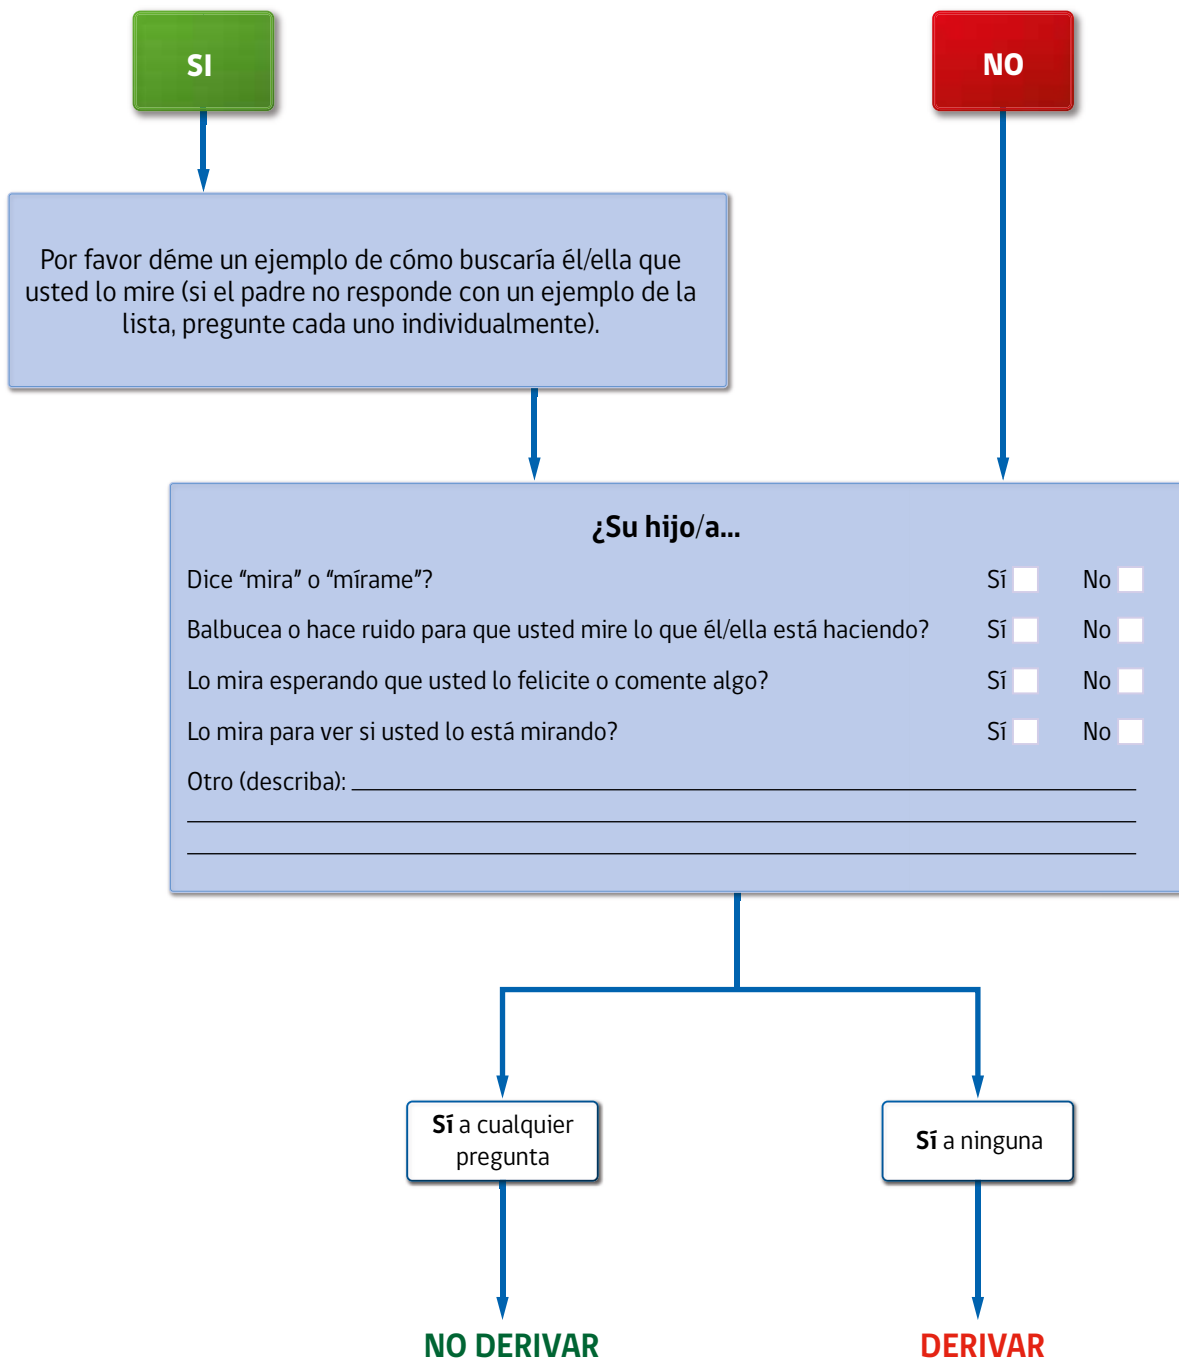 SI
NO
Por favor déme un ejemplo de cómo buscaría él/ella que
usted lo mire (si el padre no responde con un ejemplo de la
lista, pregunte cada uno individualmente).
¿Su hijo/a...
Dice “mira” o “mírame”? Sí No
Balbucea o hace ruido para que usted mire lo que él/ella está haciendo? Sí No
Lo mira esperando que usted lo felicite o comente algo? Sí No
Lo mira para ver si usted lo está mirando? Sí No
Otro (describa):
Sí a cualquier
pregunta
Sí a ninguna
NO DERIVAR
DERIVAR